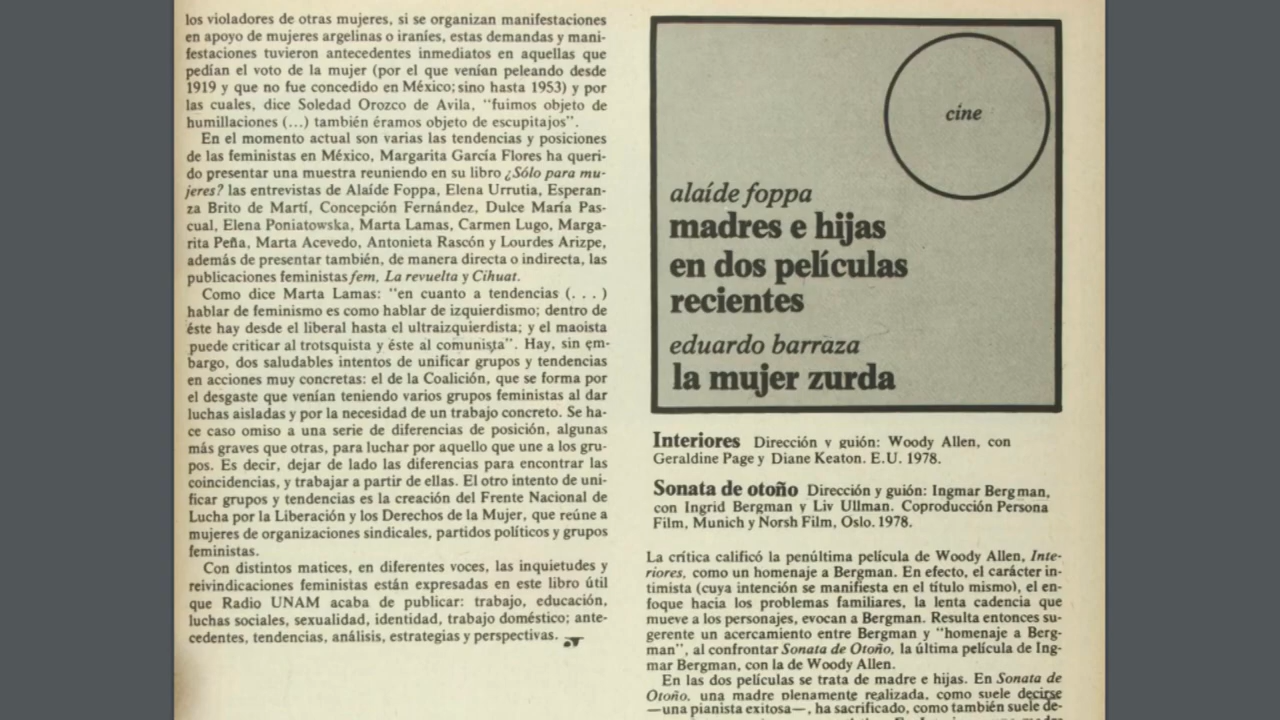 los violadores de otras mujeres, si se organizan manifestaciones
en apoyo de mujeres argelinas o iraníes, estas demandas y mani-
festaciones tuvieron antecedentes inmediatos en aquellas que
pedían el voto de la mujer (por el que venían peleando desde
1919 y que no fue concedido en México; sino hasta 1953) y por
las cuales, dice Soledad Orozco de Avila, "fuimos objeto de
humillaciones (...) también éramos objeto de escupitajos".
En el momento actual son varias las tendencias y posiciones
de las feministas en México, Margarita García Flores ha queri-
do presentar una muestra reuniendo en su libro ¿Sólo para mu-
jeres? las entrevistas de Alaíde Foppa, Elena Urrutia, Esperan-
za Brito de Martí, Concepción Fernández, Dulce María Pas-
cual, Elena Poniatowska, Marta Lamas, Carmen Lugo, Marga-
rita Peña, Marta Acevedo, Antonieta Rascón y Lourdes Arizpe,
además de presentar también, de manera directa o indirecta, las
publicaciones feministas fem, La revuelta y Cihuat.
Como dice Marta Lamas: "en cuanto a tendencias (. . . )
hablar de feminismo es como hablar de izquierdismo; dentro de
éste hay desde el liberal hasta el ultraizquierdista; y el maoista
puede criticar al trotsquista y éste al comunista". Hay, sin em-
bargo, dos saludables intentos de unificar grupos y tendencias
en acciones muy concretas: el de la Coalición, que se forma por
el desgaste que venían teniendo varios grupos feministas al dar
luchas aisladas y por la necesidad de un trabajo concreto. Se ha-
ce caso omiso a una serie de diferencias de posición, algunas
más graves que otras, para luchar por aquello que une a los gru-
pos. Es decir, dejar de lado las diferencias para encontrar las
coincidencias, y trabajar a partir de ellas. El otro intento de uni-
ficar grupos y tendencias es la creación del Frente Nacional de
Lucha por la Liberación y los Derechos de la Mujer, que reúne a
mujeres de organizaciones sindicales, partidos políticos y grupos
feministas.
Con distintos matices, en diferentes voces, las inquietudes y
reivindicaciones feministas están expresadas en este libro útil
que Radio UNAM acaba de publicar: trabajo, educación,
luchas sociales, sexualidad, identidad, trabajo doméstico; ante-
cedentes, tendencias, análisis, estrategias y perspectivas.
cine
alaíde foppa
madres e hijas
en dos películas
recientes
eduardo barraza
la mujer zurda
Interiores Dirección y guión: Woody Allen, con
Geraldine Page y Diane Keaton. E.U. 1978.
Sonata de otoño Dirección y guión: Ingmar Bergman,
con Ingrid Bergman y Liv Ullman. Coproducción Persona
Film, Munich y Norsh Film, Oslo. 1978.
La crítica calificó la penúltima película de Woody Allen, Inte-
riores, como un homenaje a Bergman. En efecto, el carácter in-
timista (cuya intención se manifiesta en el título mismo), el en-
foque hacia los problemas familiares, la lenta cadencia que
mueve a los personajes, evocan a Bergman. Resulta entonces su-
gerente un acercamiento entre Bergman y "homenaje a Berg-
man", al confrontar Sonata de Otoño, la última película de Ing-
mar Bergman, con la de Woody Allen.
En las dos películas se trata de madre e hijas. En Sonata de
Otoño, una madre plenamente realizada, como suele decirse
—una pianista exitosa—, ha sacrificado, como también suele de-